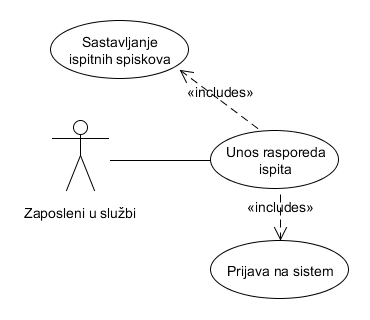 Sastavljanje
ispitnih spiskova
«includes»
Unos rasporeda
ispita
Zaposleni u službi
«includes»
Prijava na sistem